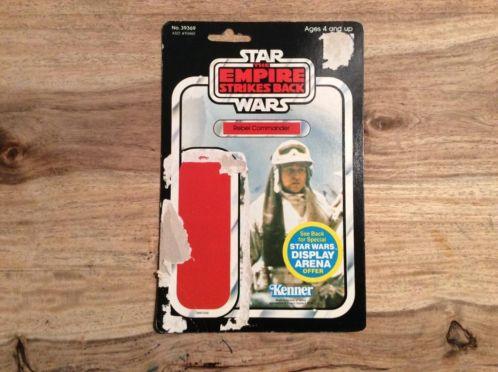 No. 39369
Ages 4 and up
STAR
THE
EMPIRE
STRIKES BACK
WARS
Rebel Commander
See Back
for Special
STAR WARS
DISPLAY
ARENA
OFFER
Kenner